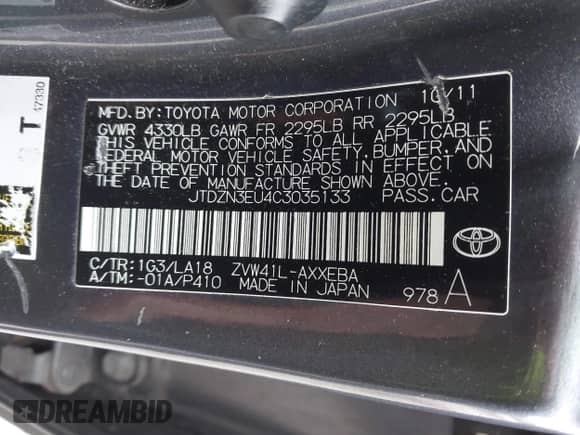 MFD. BY: TOYOTA MOTOR CORPORATION 10/11
GVWR 4330LB GAWR FR 2295LB RR 2295LB
THIS VEHICLE CONFORMS TO ALL APPLICABLE
FEDERAL MOTOR VEHICLE SAFETY, BUMPER, AND
THEFT PREVENTION STANDARDS IN EFFECT ON
THE DATE OF MANUFACTURE SHOWN ABOVE.
JTDZN3EU4C3035133 PASS.CAR
C/TR:1G3/LA18 ZVW41L-AXXEBA
A/TM:-01A/P410 MADE IN JAPAN
978A
T
47330
DREAMBID